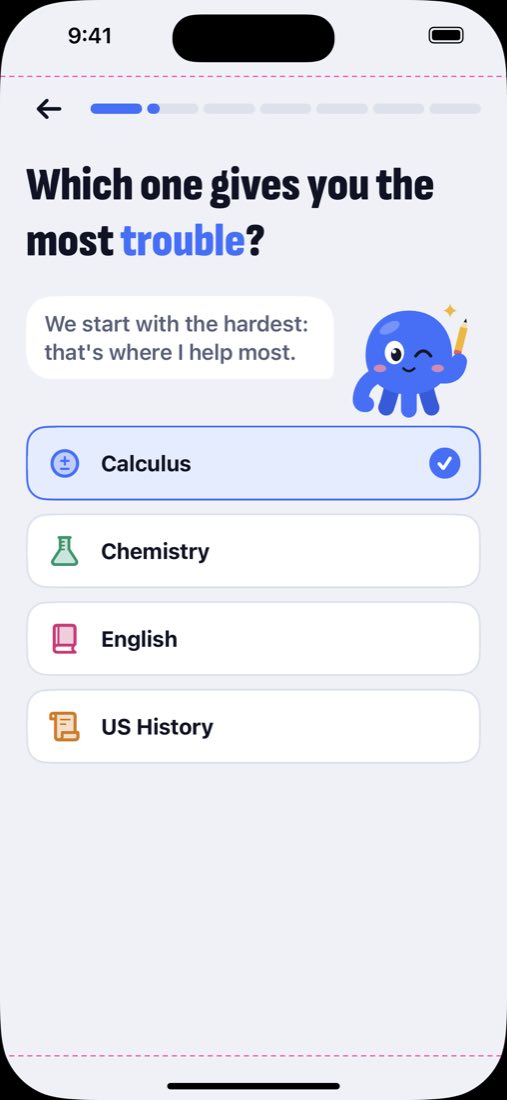 9:41
Which one gives you the
most trouble?
We start with the hardest:
that's where I help most.
Calculus
Chemistry
English
US History